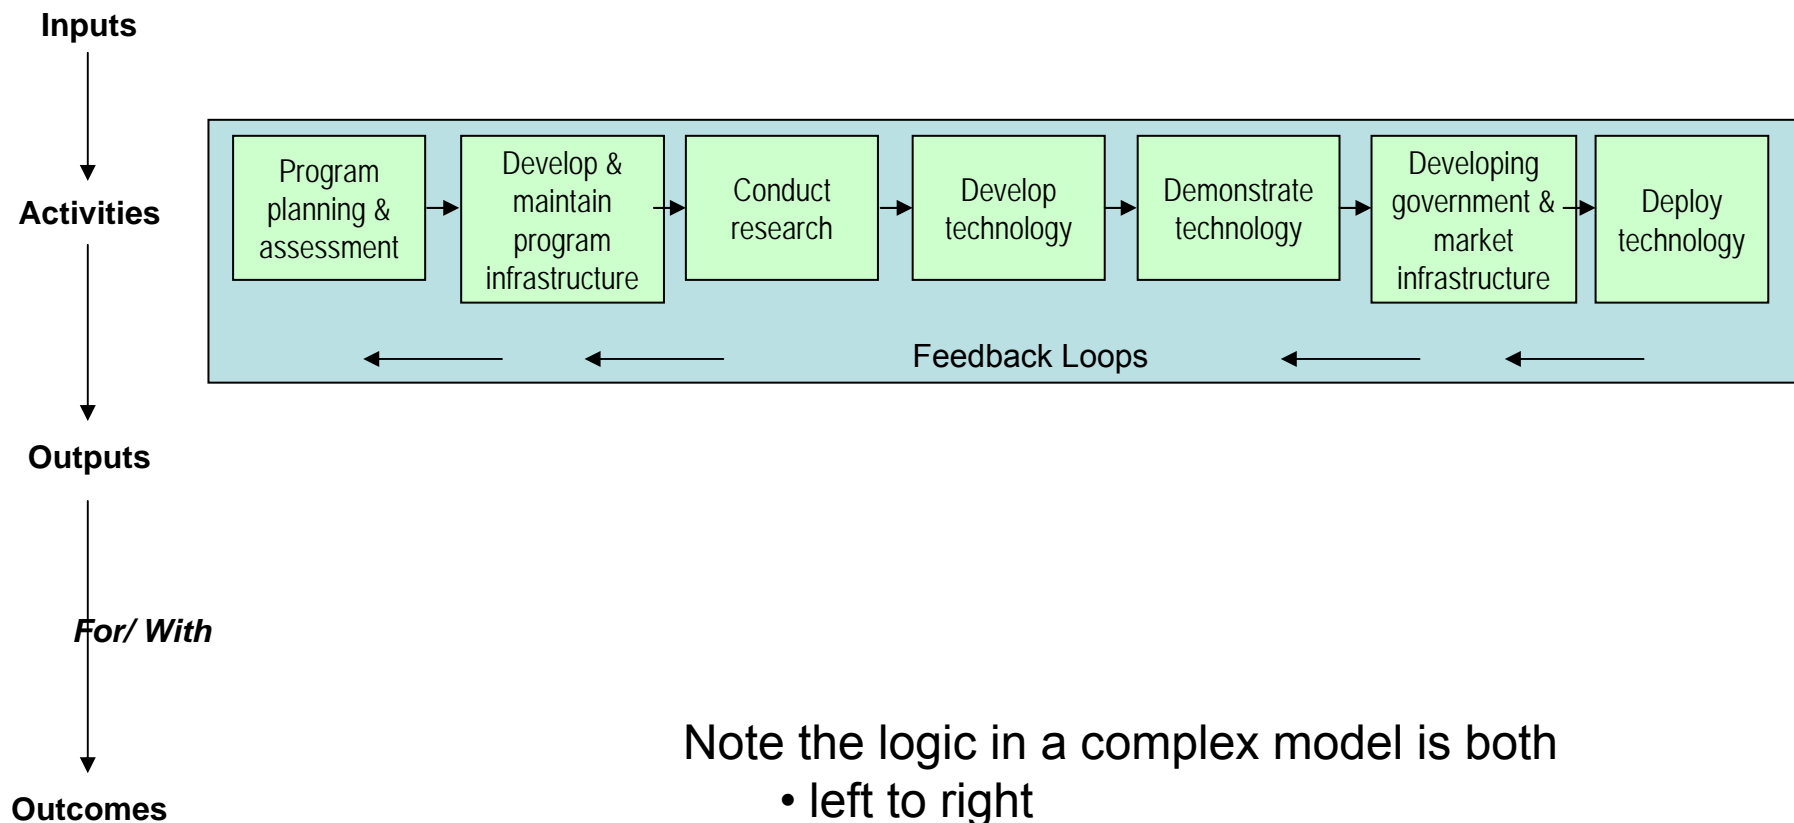 Inputs
Activities
Program
planning &
assessment
Develop &
maintain
program
infrastructure
Conduct
research
Develop
technology
Demonstrate
technology
Developing
government &
market
infrastructure
Deploy
technology
Feedback Loops
Outputs
For/ With
Outcomes
Note the logic in a complex model is both
• left to right